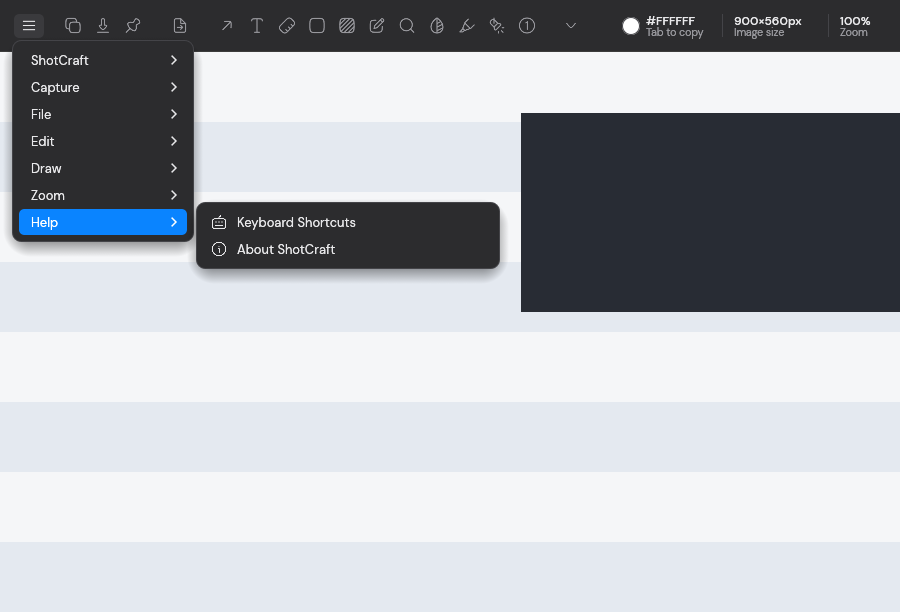 #FFFFFF
Tab to copy
900×560px
Image size
100%
Zoom
1
ShotCraft
Capture
File
Edit
Draw
Zoom
Help
Keyboard Shortcuts
About ShotCraft